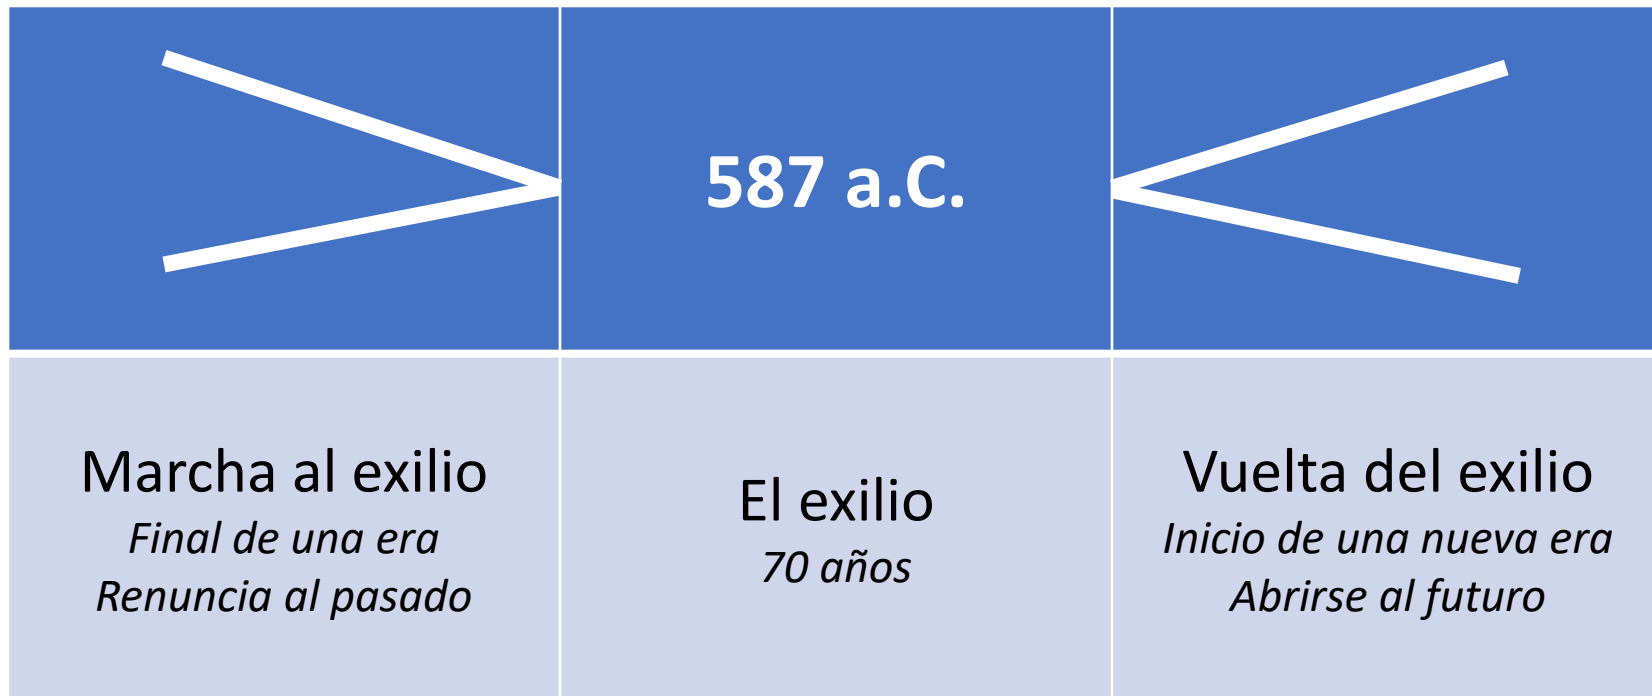 587 a.C.
Marcha al exilio
Final de una era
Renuncia al pasado
El exilio
70 años
Vuelta del exilio
Inicio de una nueva era
Abrirse al futuro